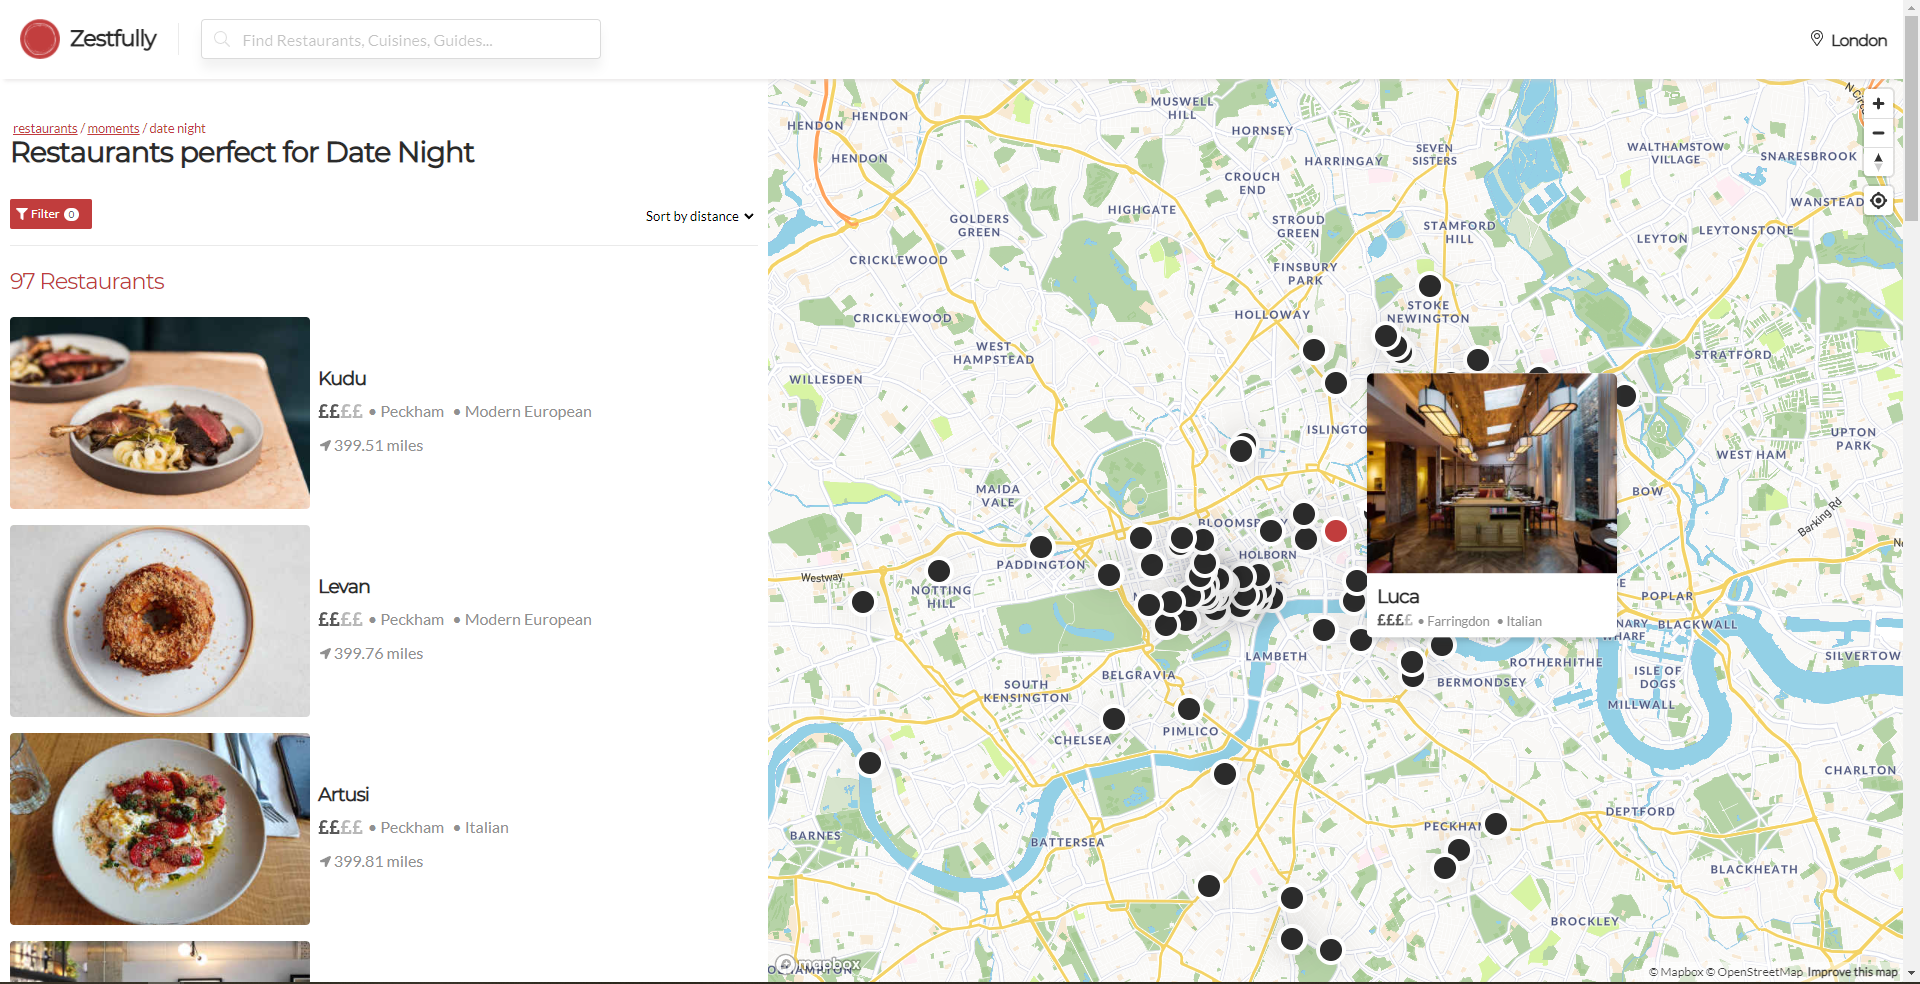 Zestfully
Find Restaurants, Cuisines, Guides...
London
restaurants / moments / date night
Restaurants perfect for Date Night
Filter 0
Sort by distance
97 Restaurants
Kudu
££££ • Peckham • Modern European
399.51 miles
Levan
££££ • Peckham • Modern European
399.76 miles
Artusi
££££ • Peckham • Italian
399.81 miles
MUSWELL
HILL
HENDON
HENDON
HORNSEY
HENDON
HARRINGAY
SEVEN
SISTERS
WALTHAMSTOW
VILLAGE
SNARESBROOK
CROUCH
END
WANSTEAD
HIGHGATE
GOLDERS
GREEN
STROUD
GREEN
STAMFORD
HILL
LEYTON
LEYTONSTONE
CRICKLEWOOD
FINSBURY
PARK
CRICKLEWOOD
HOLLOWAY
STOKE
NEWINGTON
WEST
HAMPSTEAD
STRATFORD
WILLESDEN
ISLINGTO
UPTON
PARK
WEST HAM
MAIDA
VALE
BOW
Barking Rd
BLOOMSB
HOLBORN
PADDINGTON
Westway
NOTTING
HILL
Luca
££££ • Farringdon • Italian
POPLAR
NARY
WHARF
BLACKWALL
LAMBETH
ROTHERHITHE
SILVERTOW
BELGRAVIA
SOUTH
KENSINGTON
BERMONDSEY
ISLE OF
DOGS
MILLWALL
CHELSEA
PIMLICO
CHARLTON
BARNES
PECKHA
DEPTFORD
BATTERSEA
BLACKHEATH
BROCKLEY
mapbox
© Mapbox © OpenStreetMap Improve this map